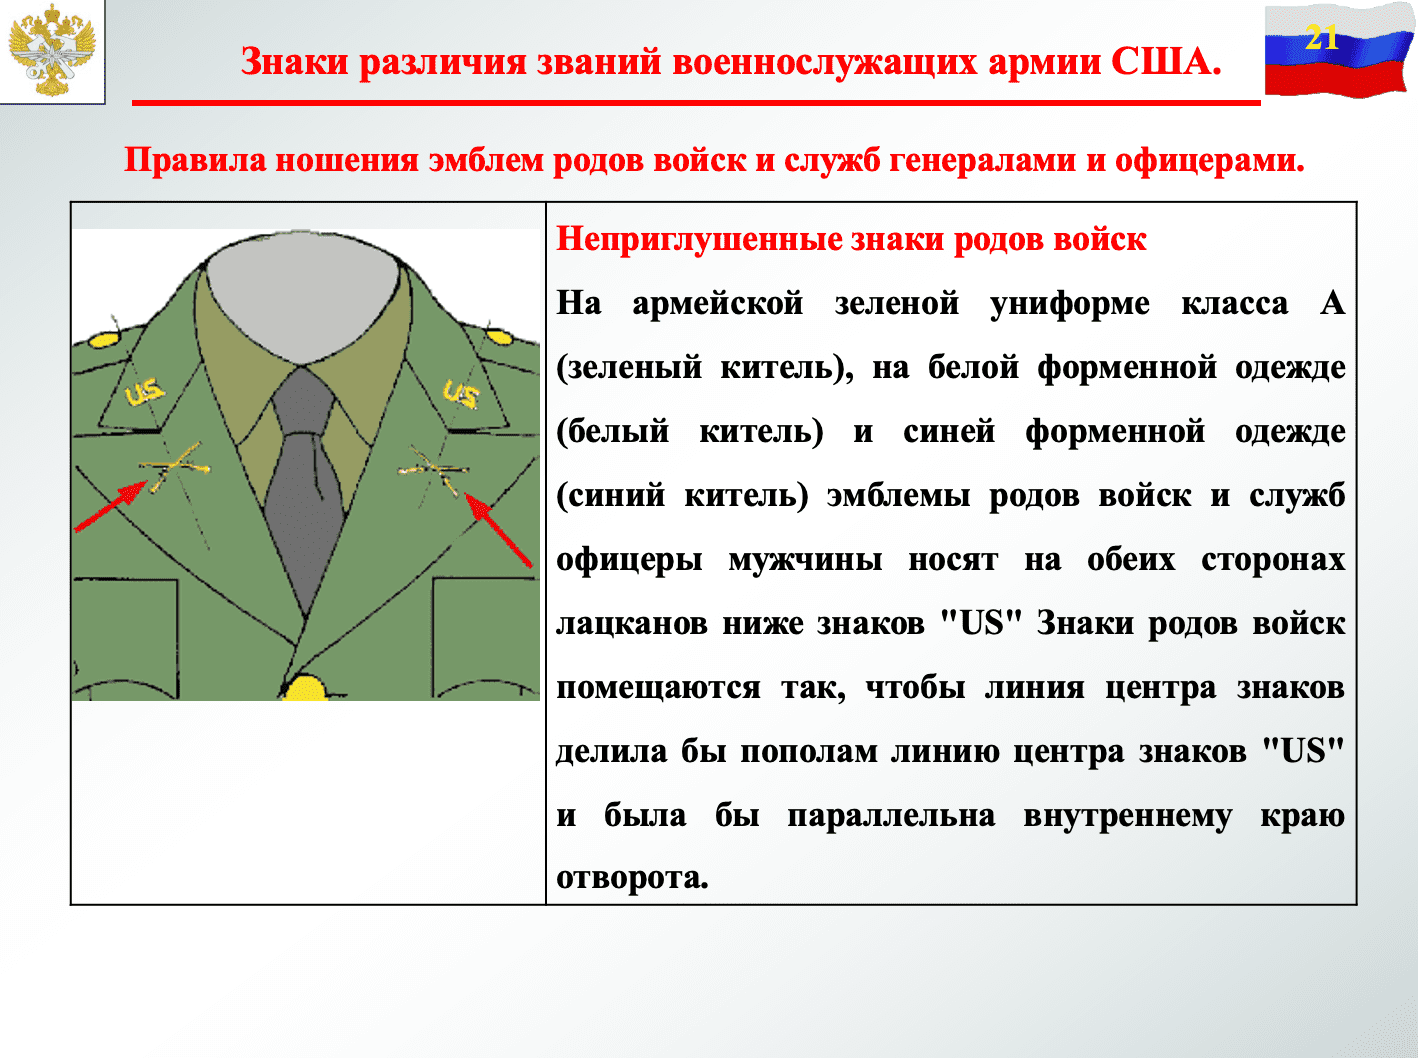 21
Знаки различия званий военнослужащих армии США.
Правила ношения эмблем родов войск и служб генералами и офицерами.
U.S.
U.S.
Неприглушенные знаки родов войск
На армейской зеленой униформе класса А
(зеленый китель), на белой форменной одежде
(белый китель) и синей форменной одежде
(синий китель) эмблемы родов войск и служб
офицеры мужчины носят на обеих сторонах
лацканов ниже знаков "US" Знаки родов войск
помещаются так, чтобы линия центра знаков
делила бы пополам линию центра знаков "US"
и была бы параллельна внутреннему краю
отворота.